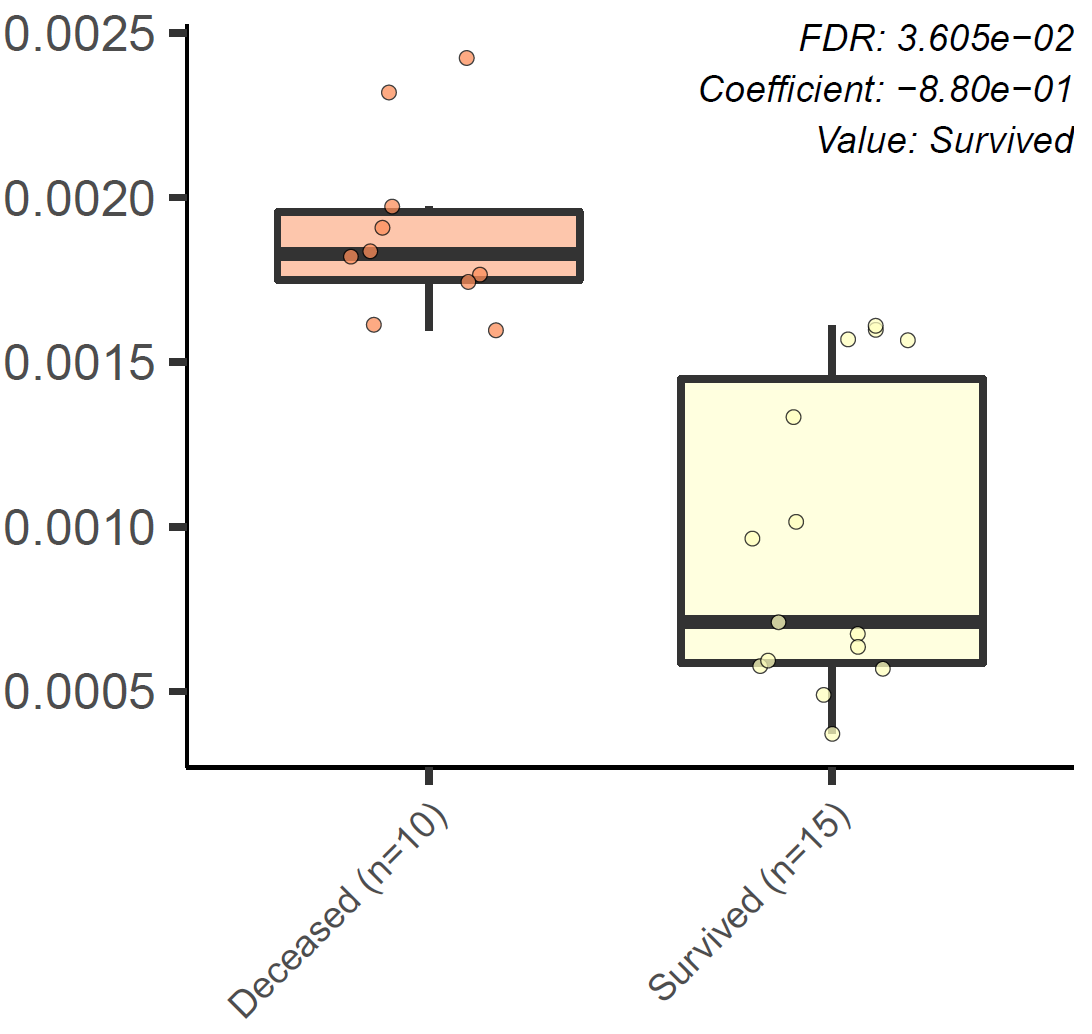 0.0025
0.0020
0.0015
0.0010
0.0005
FDR: 3.605e−02
Coefficient: −8.80e−01
Value: Survived
Deceased (n=10)
Survived (n=15)